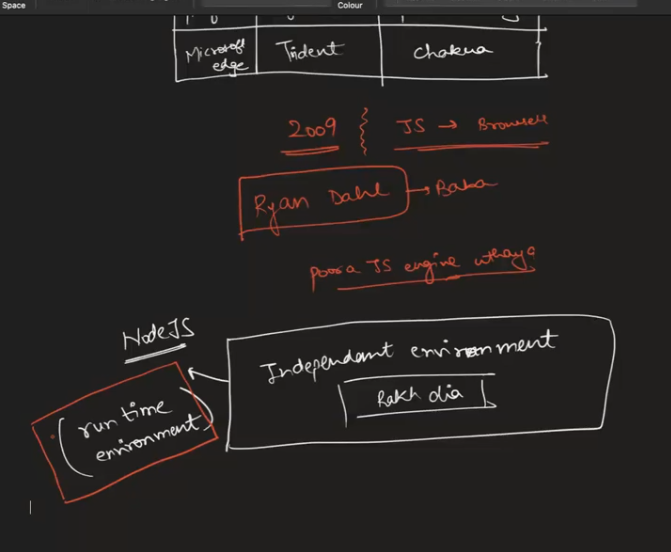 Space
Colour
Microsoft edge Trident Chakra
2009 JS → Browser
Ryan Dahl → Baba
poora JS engine uthaya
NodeJS
Independant environment
Rakh dia
(run time
environment)